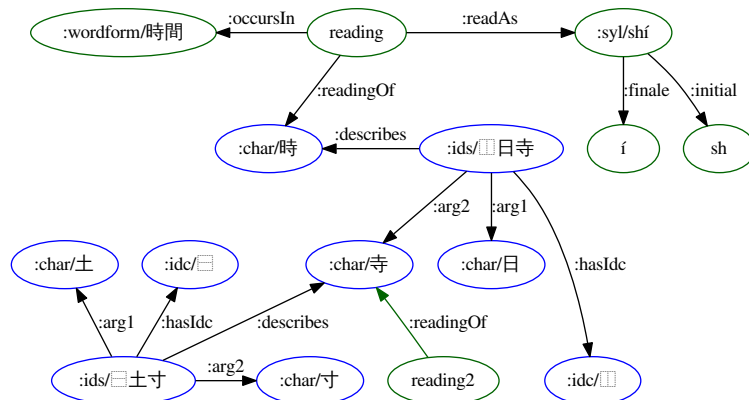 :occursIn
:readAs
:wordform/時間
reading
:syl/shí
:readingOf
:finale
:initial
:describes
:char/時
:ids/⿰日寺
í
sh
:arg2
:arg1
:hasIdc
:char/土
:idc/⿱
:char/寺
:char/日
:arg1
:hasIdc
:describes
:readingOf
:arg2
:ids/⿱土寸
:char/寸
reading2
:idc/⿰